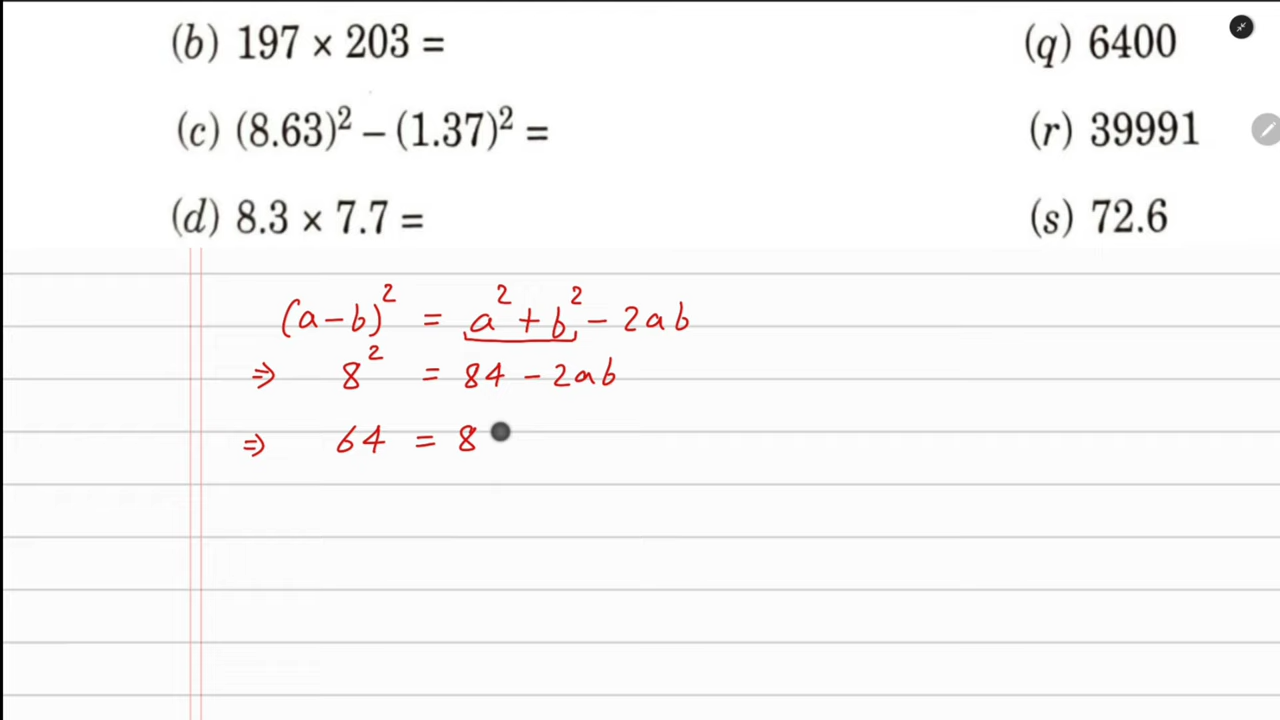 (b) 197 × 203 = (q) 6400
(c) (8.63)² – (1.37)² = (r) 39991
(d) 8.3 × 7.7 = (s) 72.6
(a-b)² = a² + b² - 2ab
⇒ 8² = 84 - 2ab
⇒ 64 = 8